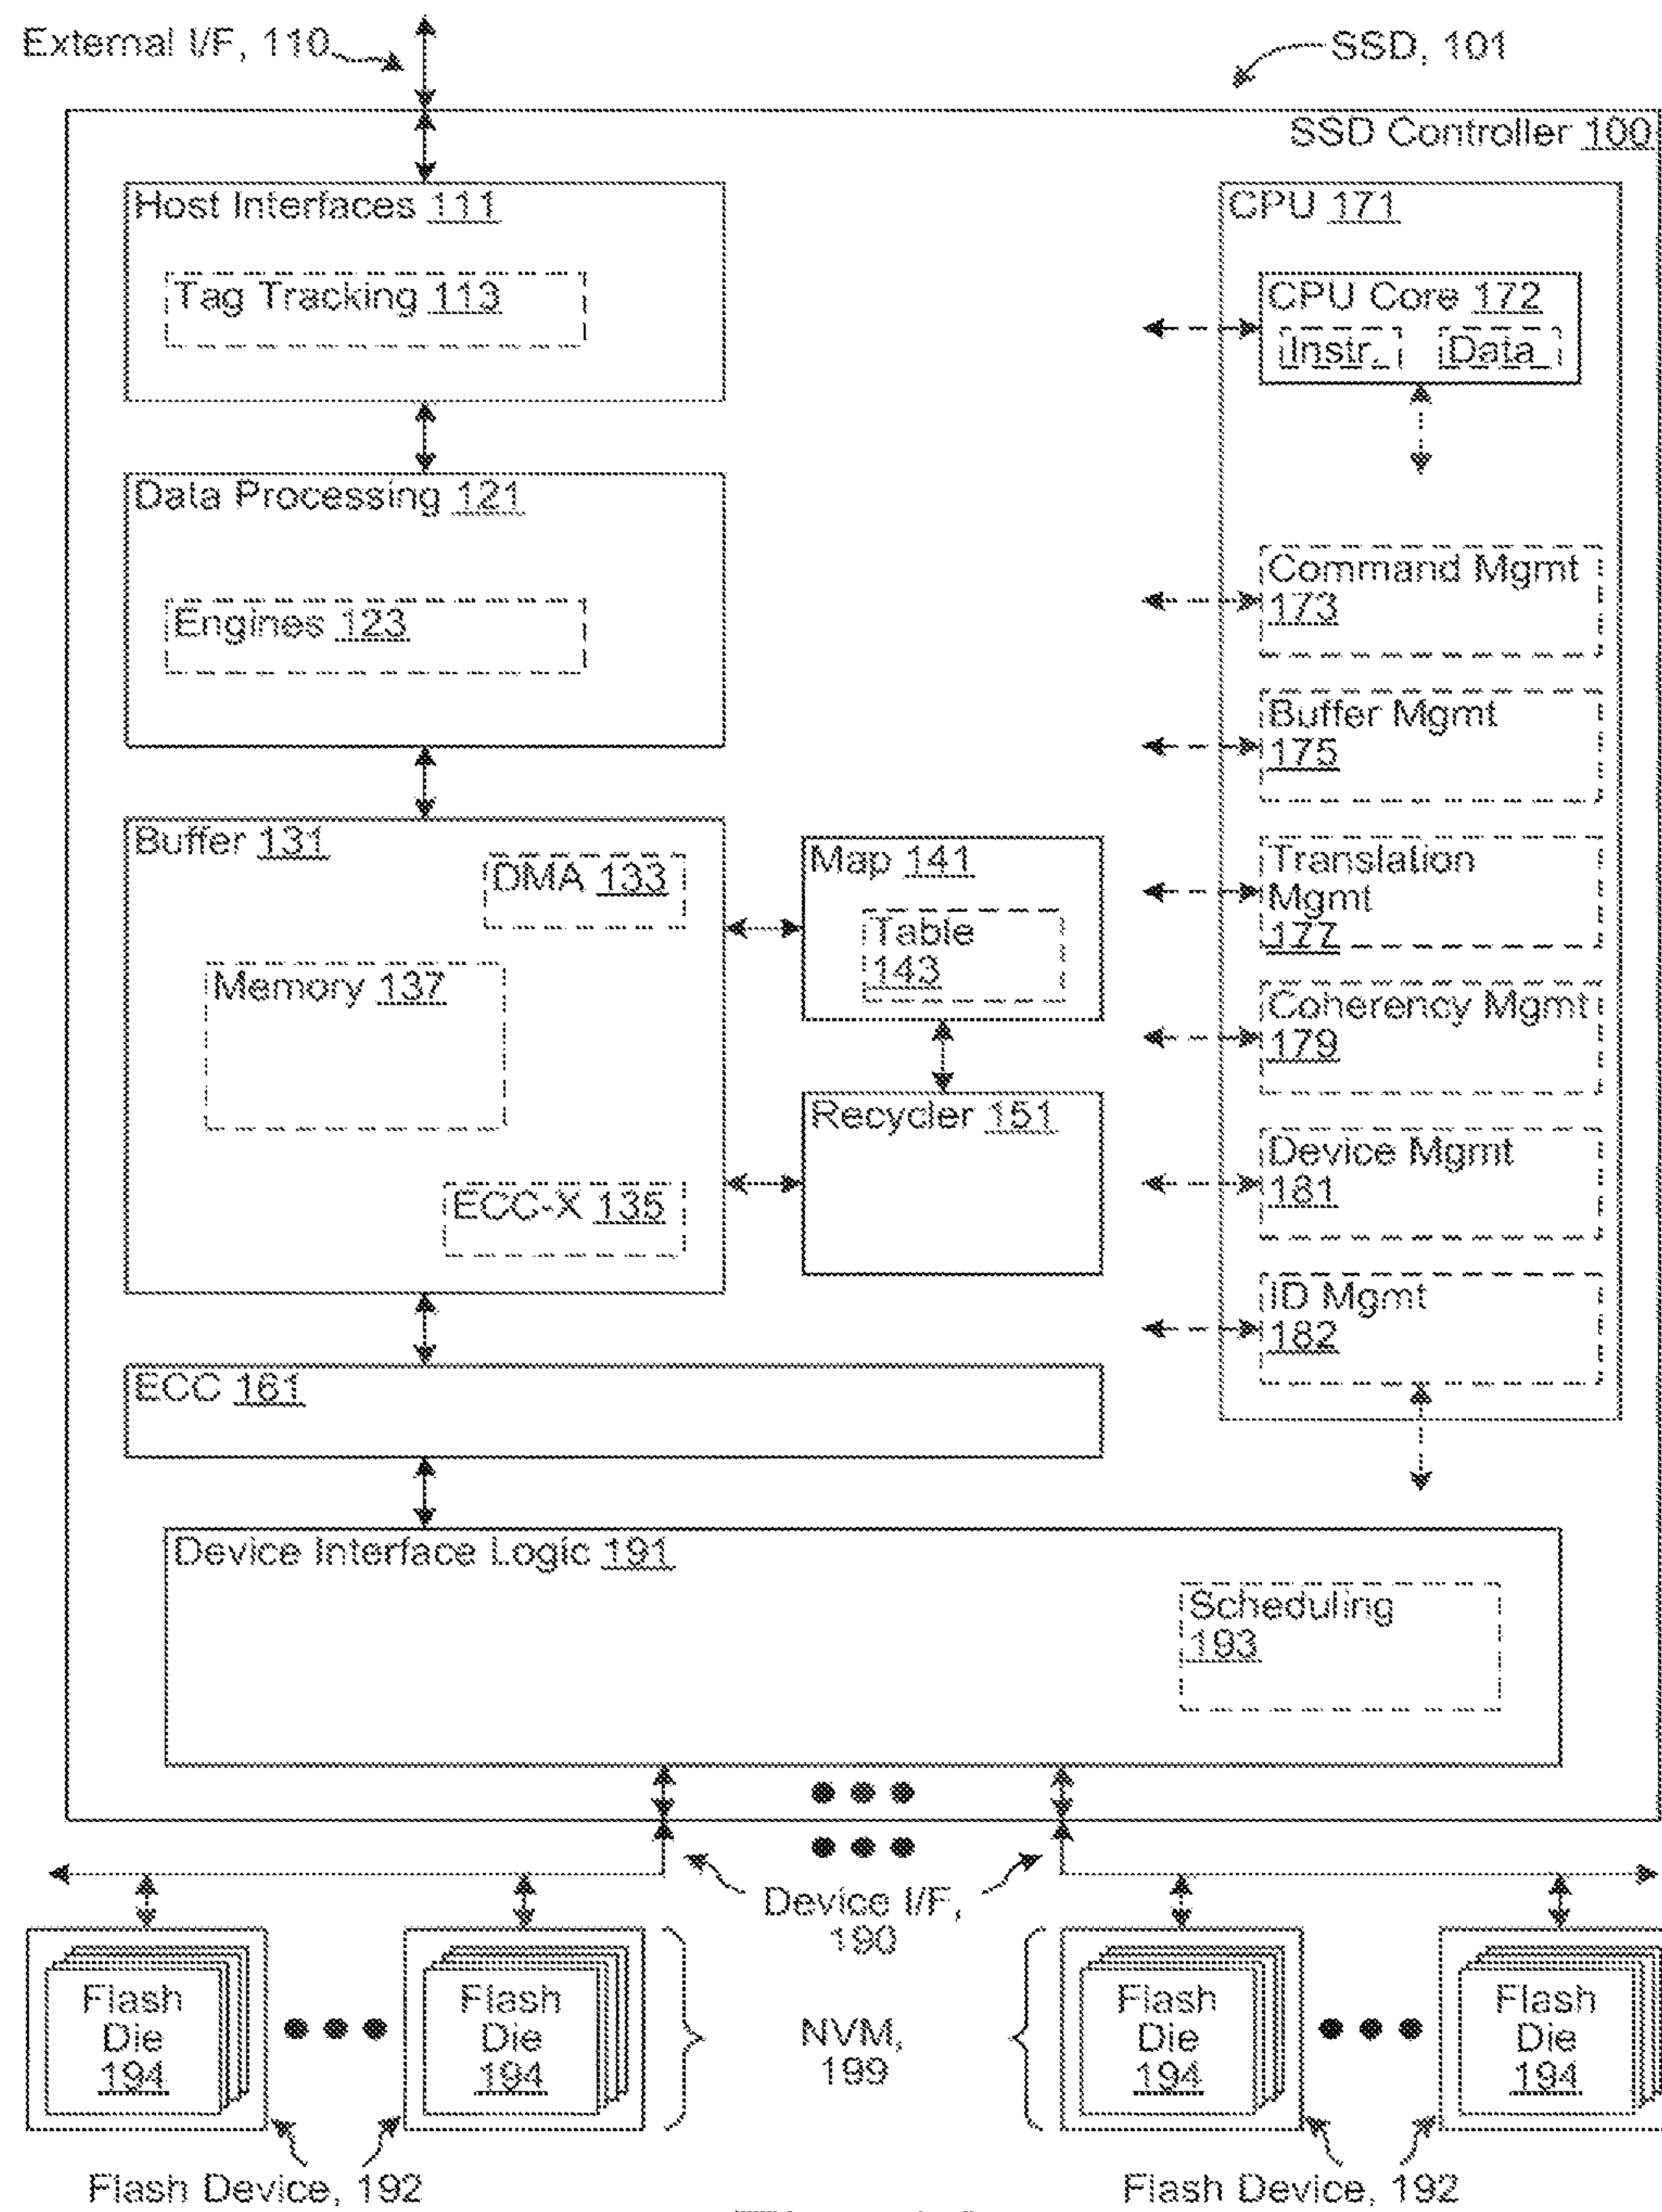 External I/F, 110
SSD, 101
SSD Controller 100
Host Interfaces 111
Tag Tracking 113
Data Processing 121
Engines 123
Buffer 131
DMA 133
Memory 137
ECC-X 135
Map 141
Table
143
Recycler 151
ECC 161
CPU 171
CPU Core 172
Instr. Data
Command Mgmt
173
Buffer Mgmt
175
Translation
Mgmt
177
Coherency Mgmt
179
Device Mgmt
181
ID Mgmt
182
Device Interface Logic 191
Scheduling
193
Device I/F,
190
Flash
Die
194
Flash
Die
194
NVM,
199
Flash
Die
194
Flash
Die
194
Flash Device, 192
Flash Device, 192